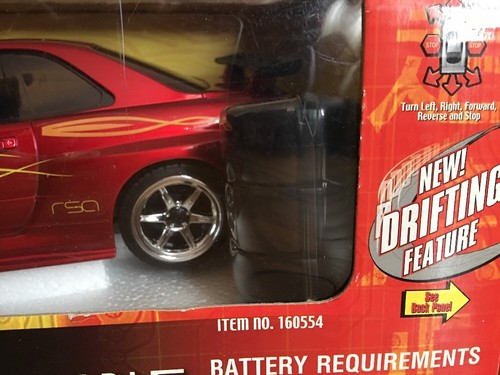 STOP
STOP
Turn Left, Right, Forward,
Reverse and Stop
NEW!
DRIFTING
FEATURE
See
Back Panel
rsa
ITEM NO. 160554
BATTERY REQUIREMENTS